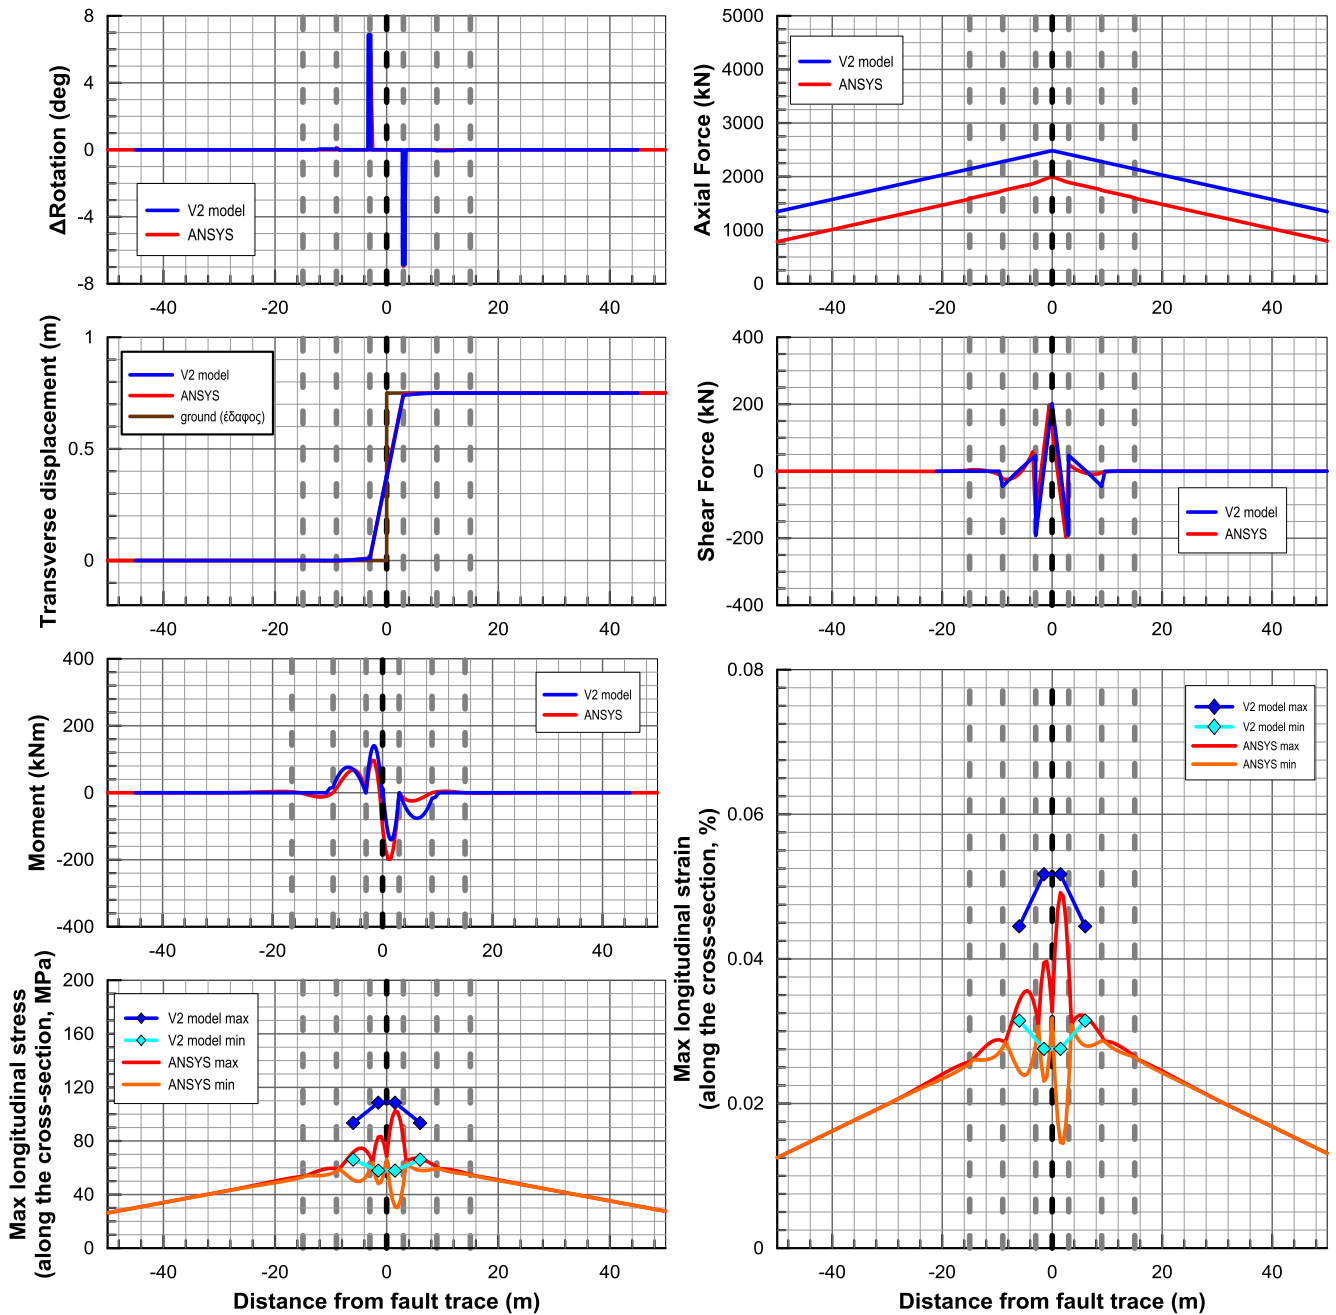 8
4
0
-4
-8
ΔRotation (deg)
V2 model
ANSYS
-40
-20
0
20
40
5000
4000
3000
2000
1000
0
Axial Force (kN)
V2 model
ANSYS
-40
-20
0
20
40
1
0.5
0
Transverse displacement (m)
V2 model
ANSYS
ground (έδαφος)
-40
-20
0
20
40
400
200
0
-200
-400
Shear Force (kN)
V2 model
ANSYS
-40
-20
0
20
40
400
200
0
-200
-400
Moment (kNm)
V2 model
ANSYS
-40
-20
0
20
40
200
160
120
80
40
0
Max longitudinal stress
(along the cross-section, MPa)
V2 model max
V2 model min
ANSYS max
ANSYS min
-40
-20
0
20
40
Distance from fault trace (m)
0.08
0.06
0.04
0.02
0
Max longitudinal strain
(along the cross-section, %)
V2 model max
V2 model min
ANSYS max
ANSYS min
-40
-20
0
20
40
Distance from fault trace (m)